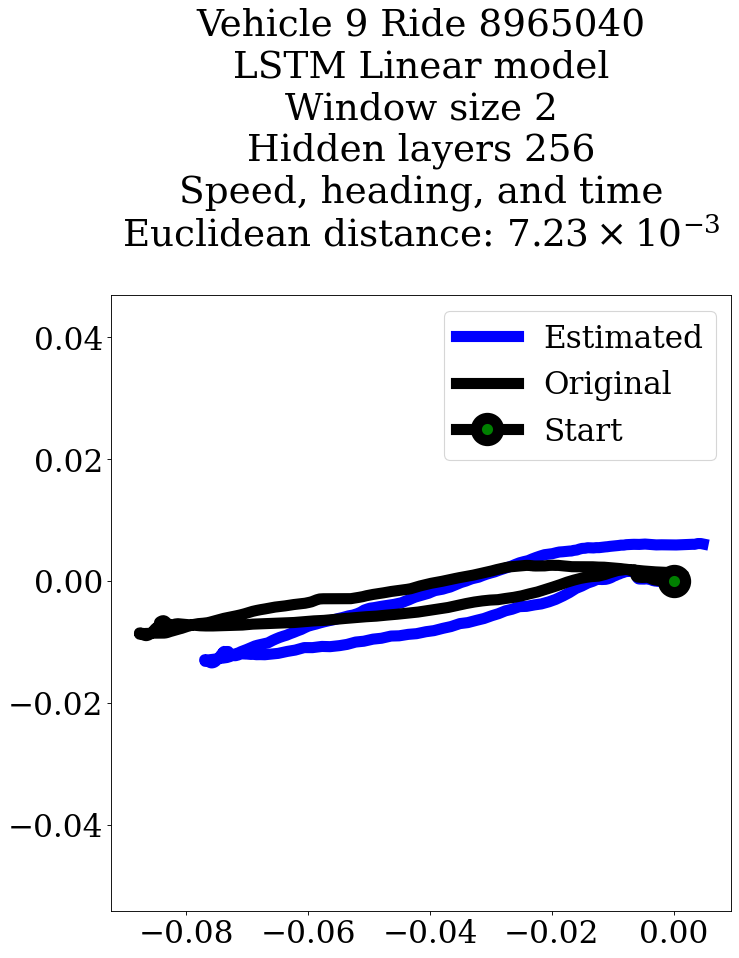 Vehicle 9 Ride 8965040
LSTM Linear model
Window size 2
Hidden layers 256
Speed, heading, and time
Euclidean distance: 7.23 × 10⁻³
Estimated
Original
Start
0.04
0.02
0.00
−0.02
−0.04
−0.08 −0.06 −0.04 −0.02 0.00